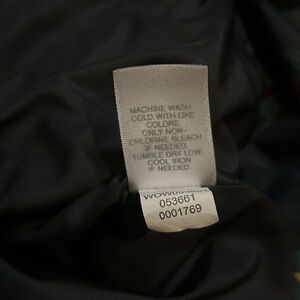 MACHINE WASH
COLD WITH LIKE
COLORS.
ONLY NON-
CHLORINE BLEACH
IF NEEDED.
TUMBLE DRY LOW.
COOL IRON
IF NEEDED.
053661
0001769